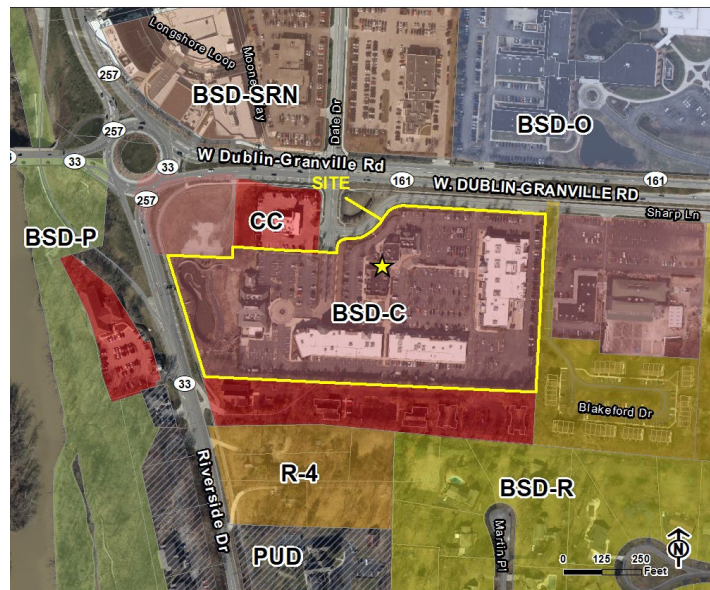 Longshore Loop
Mooney Way
257
BSD-SRN
Dale Dr
BSD-O
257
33
33
W Dublin-Granville Rd
161
W. DUBLIN-GRANVILLE RD
161
SITE
257
Sharp Ln
CC
BSD-P
BSD-C
33
Blakeford Dr
Riverside Dr
R-4
BSD-R
Martin Pl
PUD
0 125 250
Feet
N